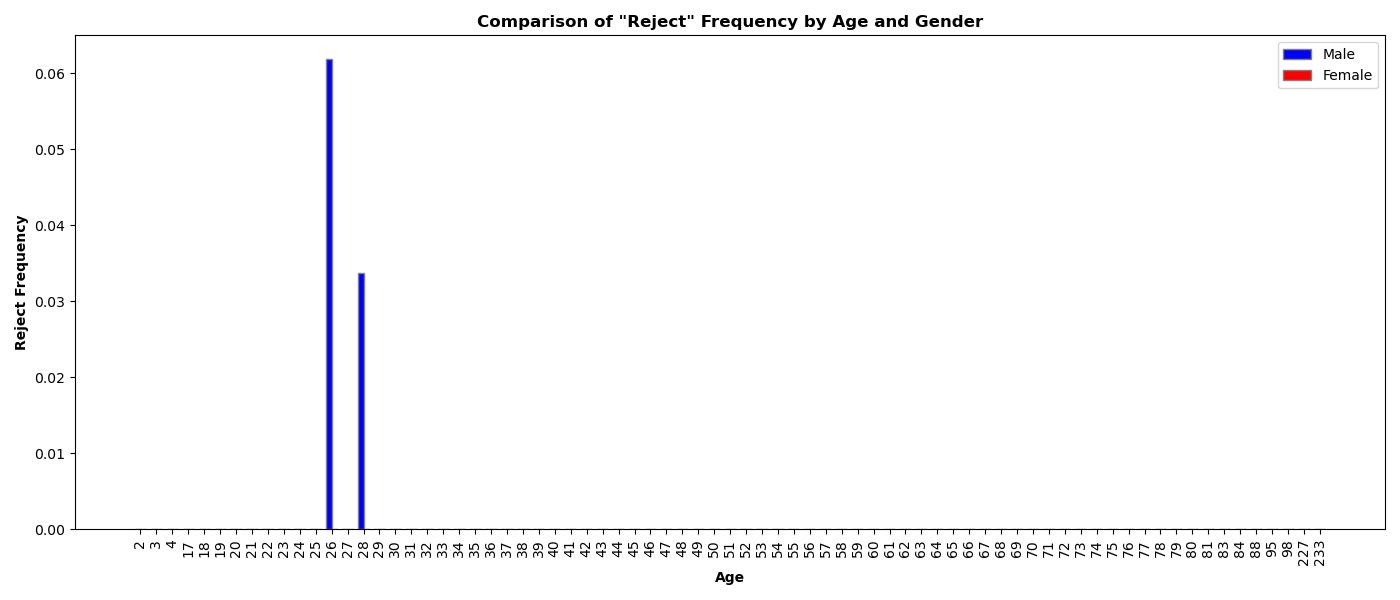 Comparison of "Reject" Frequency by Age and Gender
Male
Female
0.06
0.05
0.04
0.03
0.02
0.01
0.00
Reject Frequency
2 3 4 17 18 19 20 21 22 23 24 25 26 27 28 29 30 31 32 33 34 35 36 37 38 39 40 41 42 43 44 45 46 47 48 49 50 51 52 53 54 55 56 57 58 59 60 61 62 63 64 65 66 67 68 69 70 71 72 73 74 75 76 77 78 79 80 81 83 84 88 95 98 227 233
Age